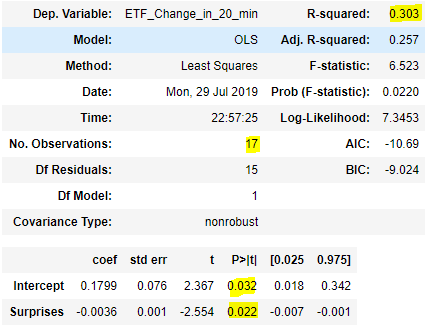 Dep. Variable: ETF_Change_in_20_min R-squared: 0.303
Model: OLS Adj. R-squared: 0.257
Method: Least Squares F-statistic: 6.523
Date: Mon, 29 Jul 2019 Prob (F-statistic): 0.0220
Time: 22:57:25 Log-Likelihood: 7.3453
No. Observations: 17 AIC: -10.69
Df Residuals: 15 BIC: -9.024
Df Model: 1
Covariance Type: nonrobust
coef std err t P>|t| [0.025 0.975]
Intercept 0.1799 0.076 2.367 0.032 0.018 0.342
Surprises -0.0036 0.001 -2.554 0.022 -0.007 -0.001